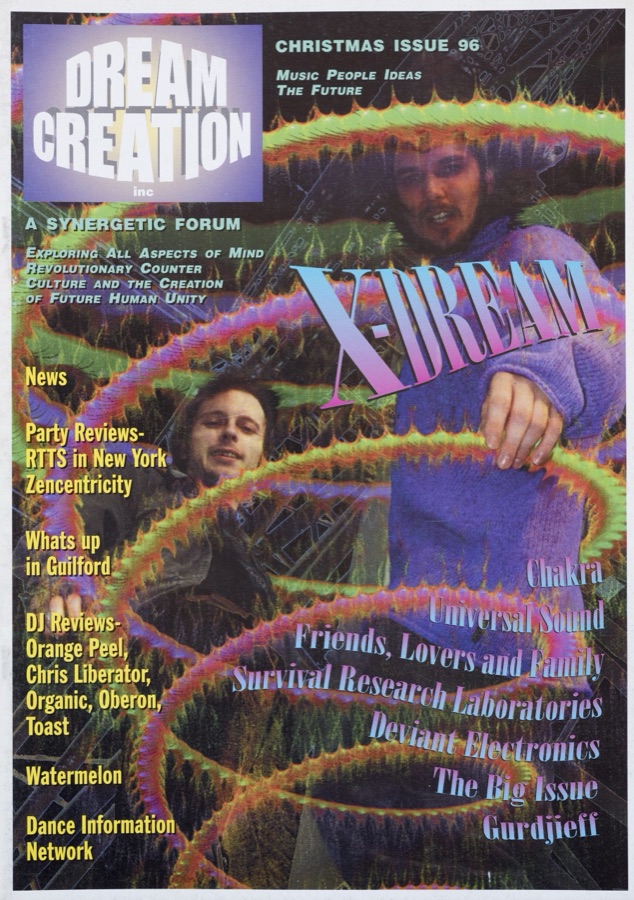 DREAM
CREATION
inc
CHRISTMAS ISSUE 96
MUSIC PEOPLE IDEAS
THE FUTURE
A SYNERGETIC FORUM
EXPLORING ALL ASPECTS OF MIND
REVOLUTIONARY COUNTER
CULTURE AND THE CREATION
OF FUTURE HUMAN UNITY
X-DREAM
News
Party Reviews-
RTTS in New York
Zencentricity
Whats up
in Guilford
DJ Reviews-
Orange Peel,
Chris Liberator,
Organic, Oberon,
Toast
Watermelon
Dance Information
Network
Chakra
Universal Sound
Friends, Lovers and Family
Survival Research Laboratories
Deviant Electronics
The Big Issue
Gurdjieff